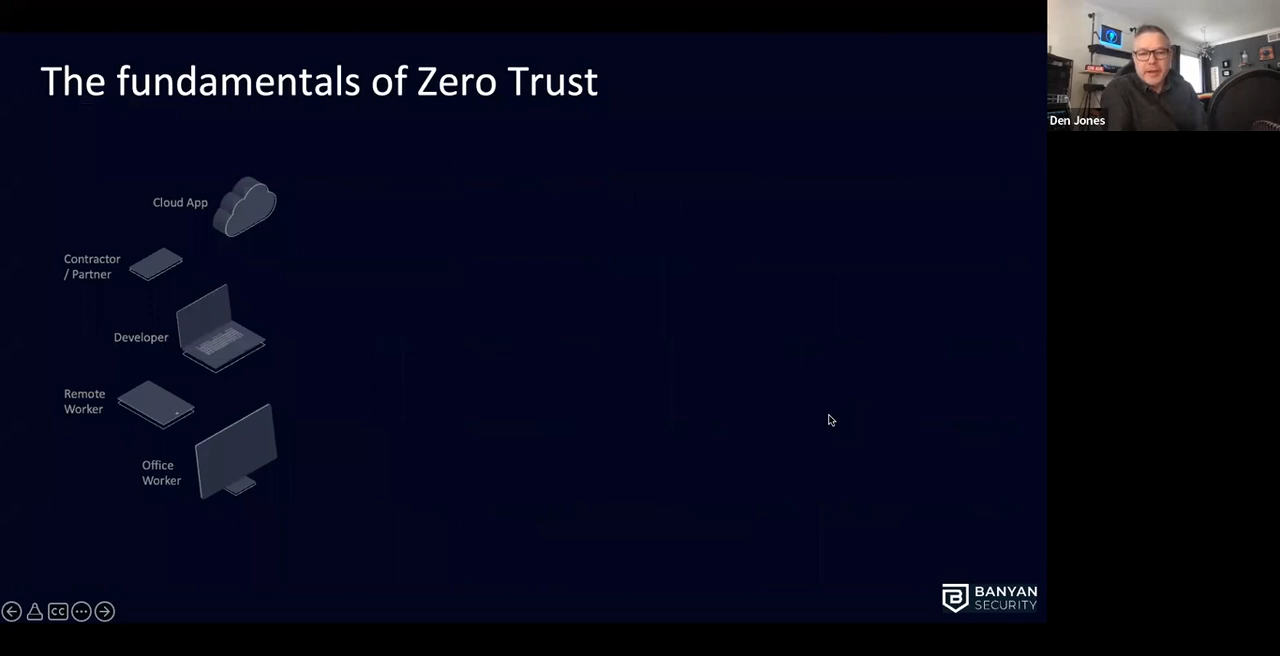 The fundamentals of Zero Trust
Den Jones
Cloud App
Contractor
/ Partner
Developer
Remote
Worker
Office
Worker
CC
BANYAN
SECURITY